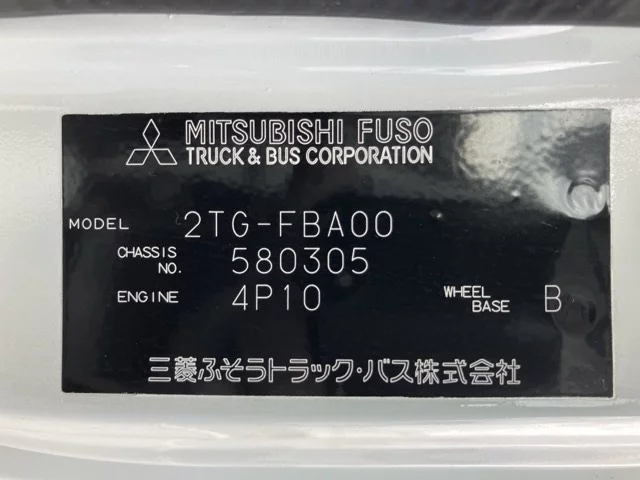 MITSUBISHI FUSO
TRUCK & BUS CORPORATION
MODEL 2TG-FBA00
CHASSIS NO. 580305
ENGINE 4P10 WHEEL BASE B
三菱ふそうトラック・バス株式会社